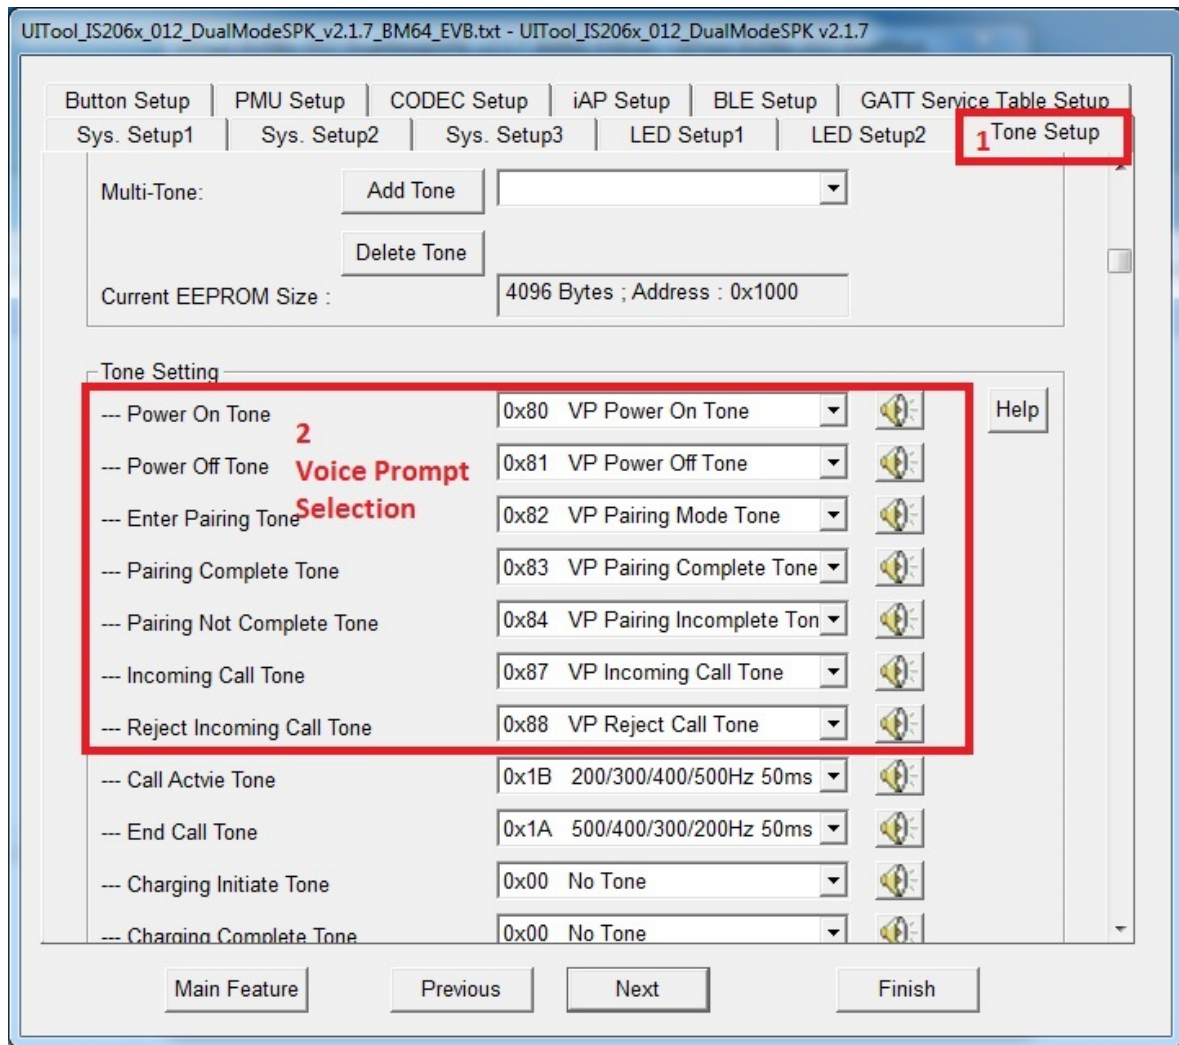 UITool_IS206x_012_DualModeSPK_v2.1.7_BM64_EVB.txt - UITool_IS206x_012_DualModeSPK v2.1.7
Button Setup PMU Setup CODEC Setup iAP Setup BLE Setup GATT Service Table Setup
Sys. Setup1 Sys. Setup2 Sys. Setup3 LED Setup1 LED Setup2 1 Tone Setup
Multi-Tone: Add Tone
Delete Tone
Current EEPROM Size : 4096 Bytes ; Address : 0x1000
Tone Setting
--- Power On Tone 0x80 VP Power On Tone Help
2
Voice Prompt
Selection
--- Power Off Tone 0x81 VP Power Off Tone
--- Enter Pairing Tone 0x82 VP Pairing Mode Tone
--- Pairing Complete Tone 0x83 VP Pairing Complete Tone
--- Pairing Not Complete Tone 0x84 VP Pairing Incomplete Ton
--- Incoming Call Tone 0x87 VP Incoming Call Tone
--- Reject Incoming Call Tone 0x88 VP Reject Call Tone
--- Call Actvie Tone 0x1B 200/300/400/500Hz 50ms
--- End Call Tone 0x1A 500/400/300/200Hz 50ms
--- Charging Initiate Tone 0x00 No Tone
--- Charging Complete Tone 0x00 No Tone
Main Feature Previous Next Finish